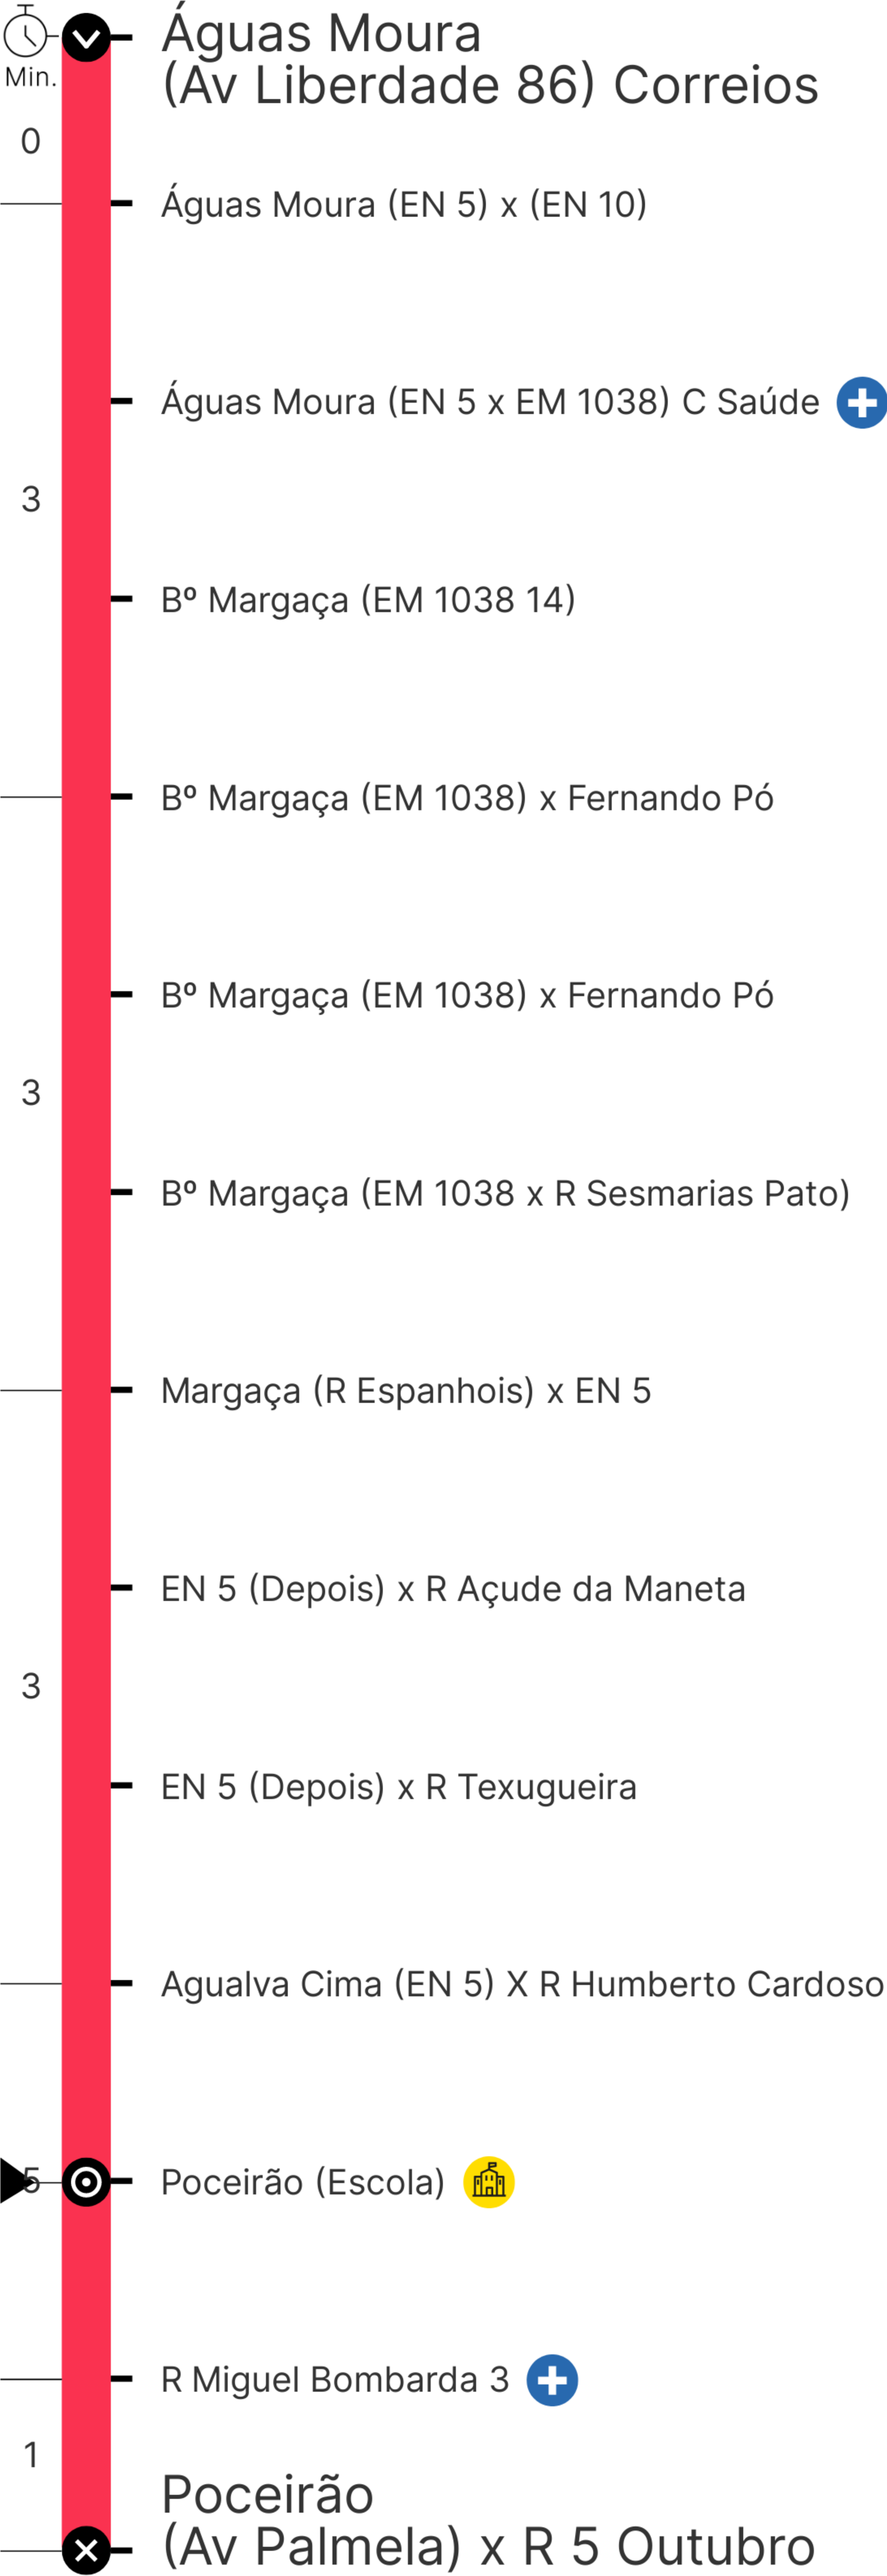 Águas Moura
(Av Liberdade 86) Correios
Min.
0
Águas Moura (EN 5) x (EN 10)
Águas Moura (EN 5 x EM 1038) C Saúde
3
Bº Margaça (EM 1038 14)
Bº Margaça (EM 1038) x Fernando Pó
Bº Margaça (EM 1038) x Fernando Pó
3
Bº Margaça (EM 1038 x R Sesmarias Pato)
Margaça (R Espanhois) x EN 5
EN 5 (Depois) x R Açude da Maneta
3
EN 5 (Depois) x R Texugueira
Agualva Cima (EN 5) X R Humberto Cardoso
5 Poceirão (Escola)
R Miguel Bombarda 3
1
Poceirão
(Av Palmela) x R 5 Outubro